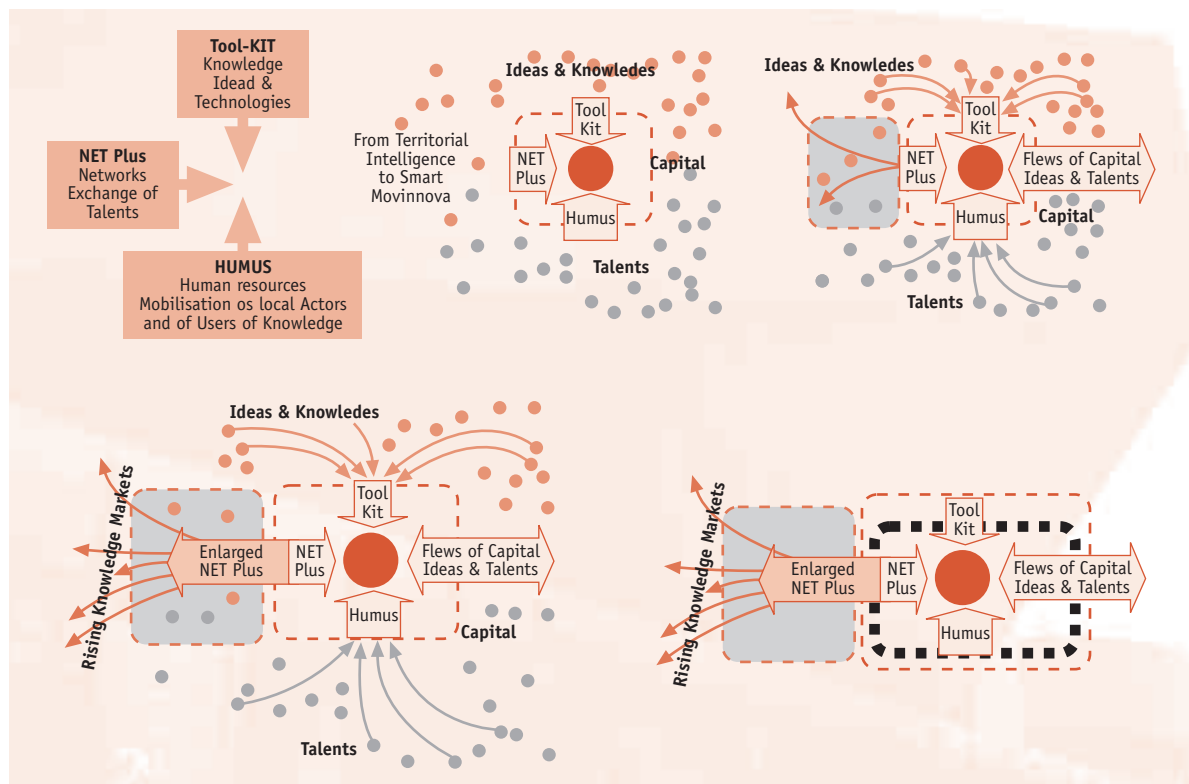 Tool-KIT
Knowledge
Idead &
Technologies
NET Plus
Networks
Exchange of
Talents
HUMUS
Human resources
Mobilisation os local Actors
and of Users of Knowledge
Ideas & Knowledes
From Territorial
Intelligence
to Smart
Movinnova
Tool
Kit
NET
Plus
Capital
Humus
Talents
Ideas & Knowledes
Tool
Kit
NET
Plus
Flews of Capital
Ideas & Talents
Humus
Capital
Talents
Ideas & Knowledes
Rising Knowledge Markets
Tool
Kit
Enlarged
NET Plus
NET
Plus
Flews of Capital
Ideas & Talents
Humus
Capital
Talents
Rising Knowledge Markets
Tool
Kit
Enlarged
NET Plus
NET
Plus
Flews of Capital
Ideas & Talents
Humus